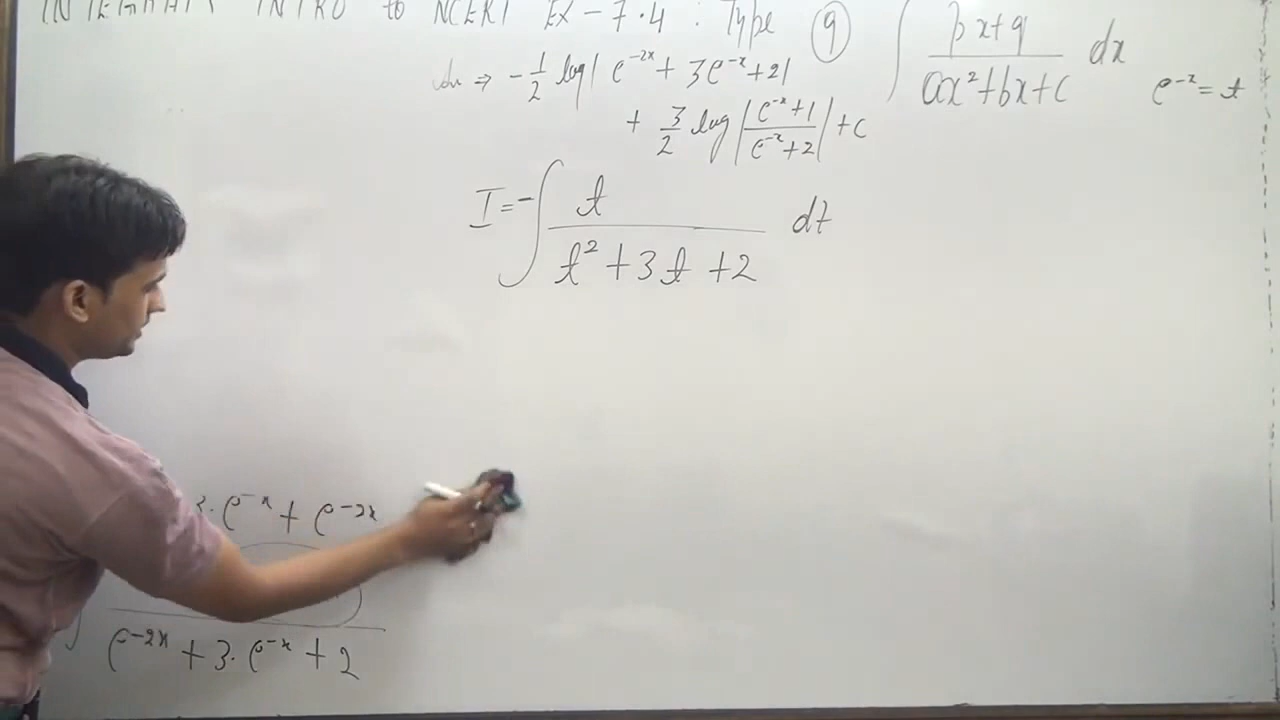 INTEGRALS INTRO to NCERT EX-7.4 : Type ⑨ ∫ (px+q)/(ax²+bx+c) dx
e^{-x} = t
⇒ -1/2 log| e^{-2x} + 3e^{-x} + 2 |
+ 3/2 log | (e^{-x}+1)/(e^{-x}+2) | + c
I = -∫ t/(t² + 3t + 2) dt
e^{-x} + e^{-2x}
e^{-2x} + 3. e^{-x} + 2